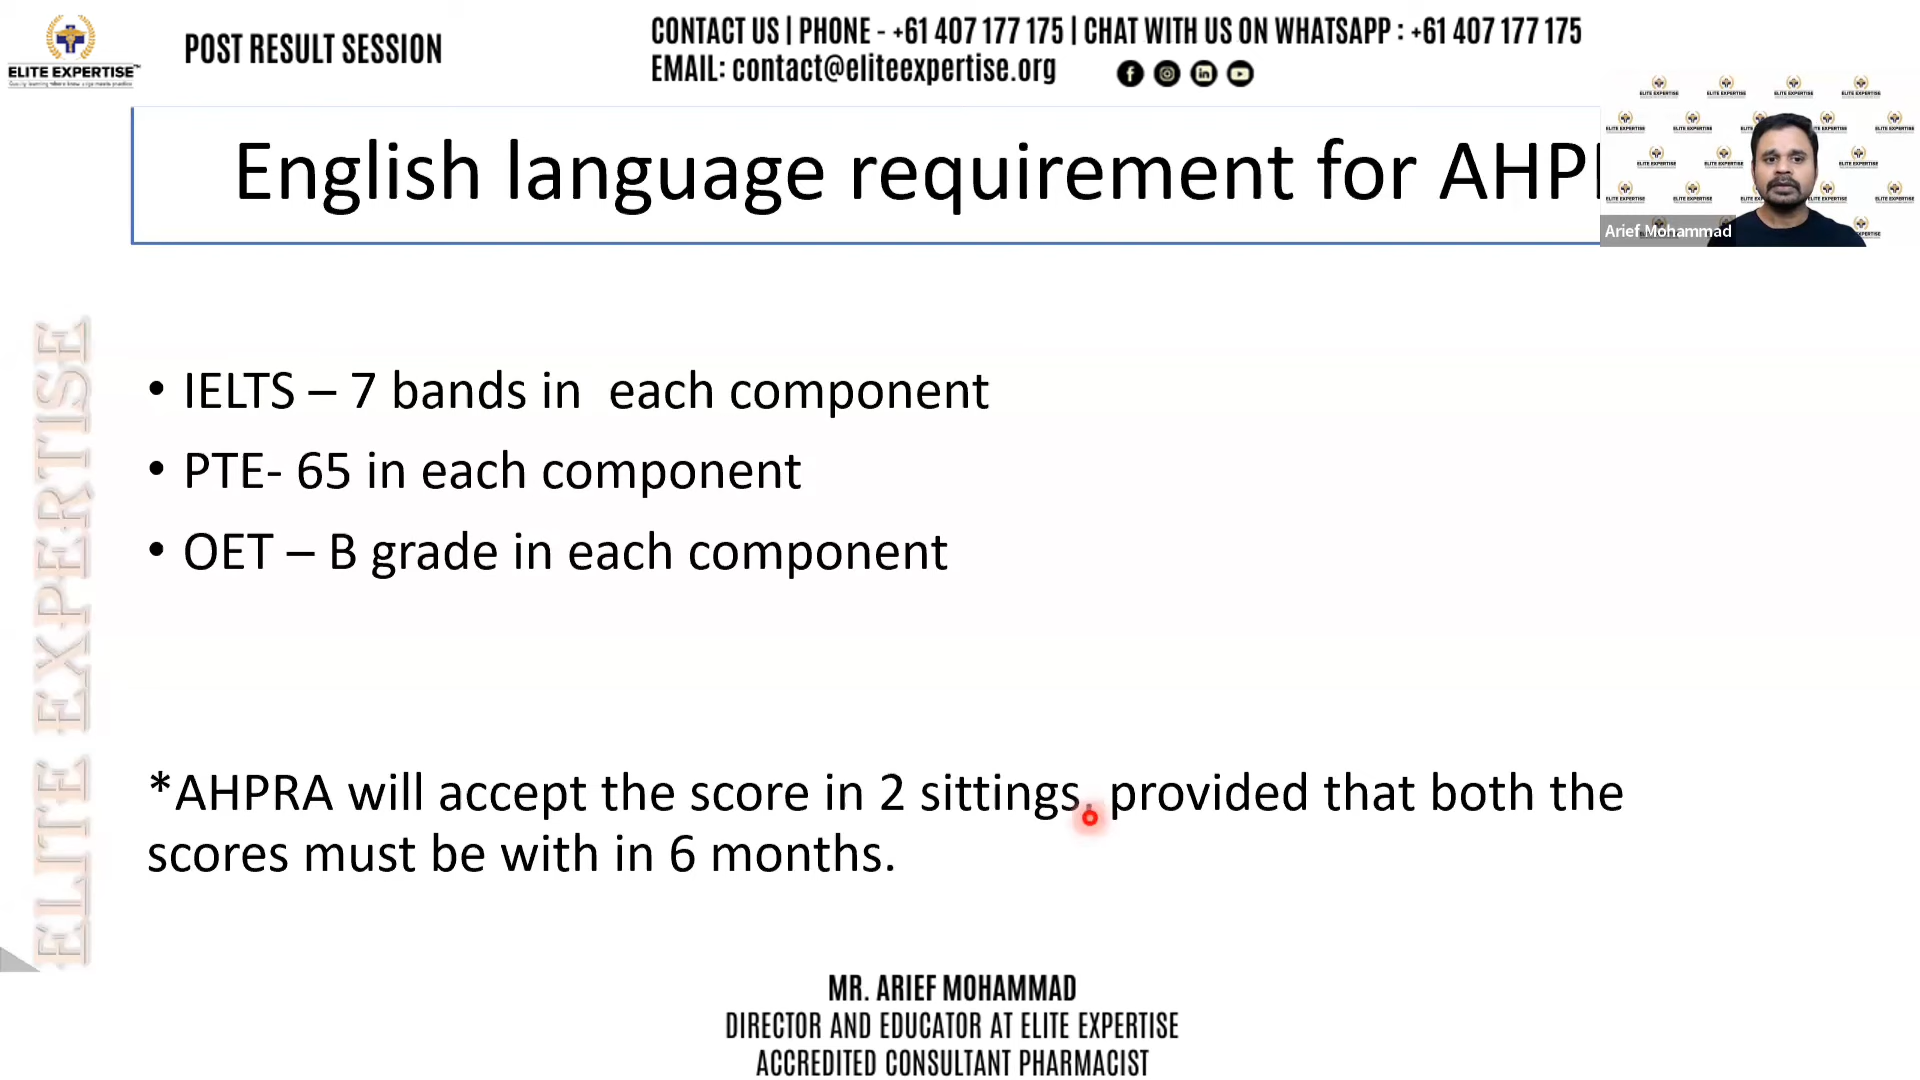 ELITE EXPERTISE™
POST RESULT SESSION
CONTACT US | PHONE - +61 407 177 175 | CHAT WITH US ON WHATSAPP : +61 407 177 175
EMAIL: contact@eliteexpertise.org
English language requirement for AHP
Arief Mohammad
ELITE EXPERTISE
• IELTS – 7 bands in  each component
• PTE- 65 in each component
• OET – B grade in each component
*AHPRA will accept the score in 2 sittings, provided that both the
scores must be with in 6 months.
MR. ARIEF MOHAMMAD
DIRECTOR AND EDUCATOR AT ELITE EXPERTISE
ACCREDITED CONSULTANT PHARMACIST